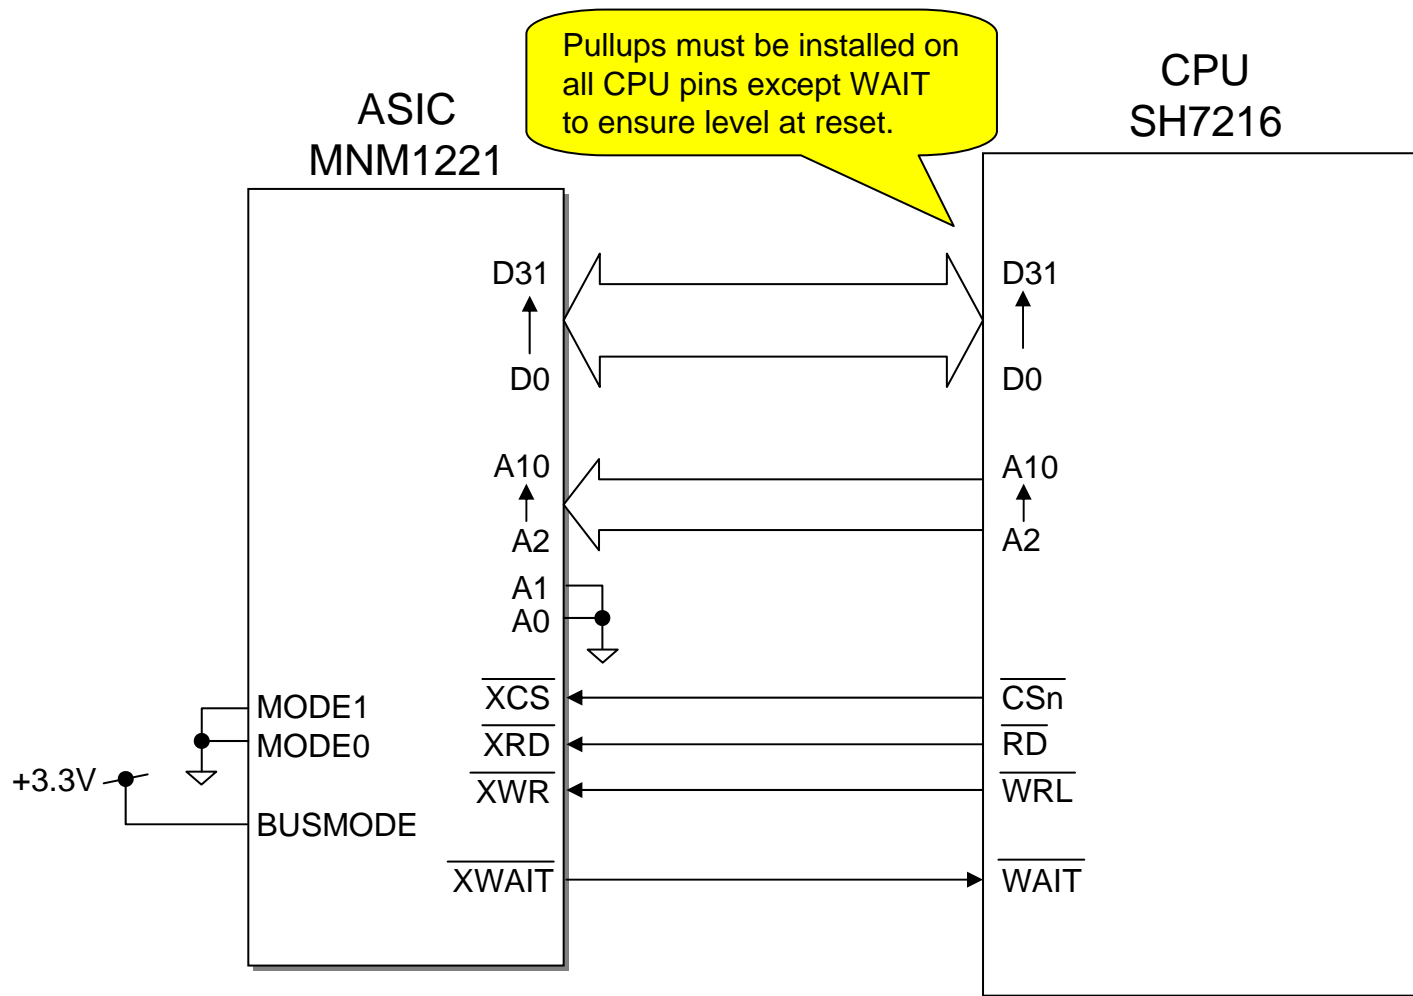 Pullups must be installed on
all CPU pins except WAIT
to ensure level at reset.
ASIC
MNM1221
CPU
SH7216
D31
D0
A10
A2
A1
A0
XCS
XRD
XWR
XWAIT
MODE1
MODE0
+3.3V
BUSMODE
D31
D0
A10
A2
CSn
RD
WRL
WAIT